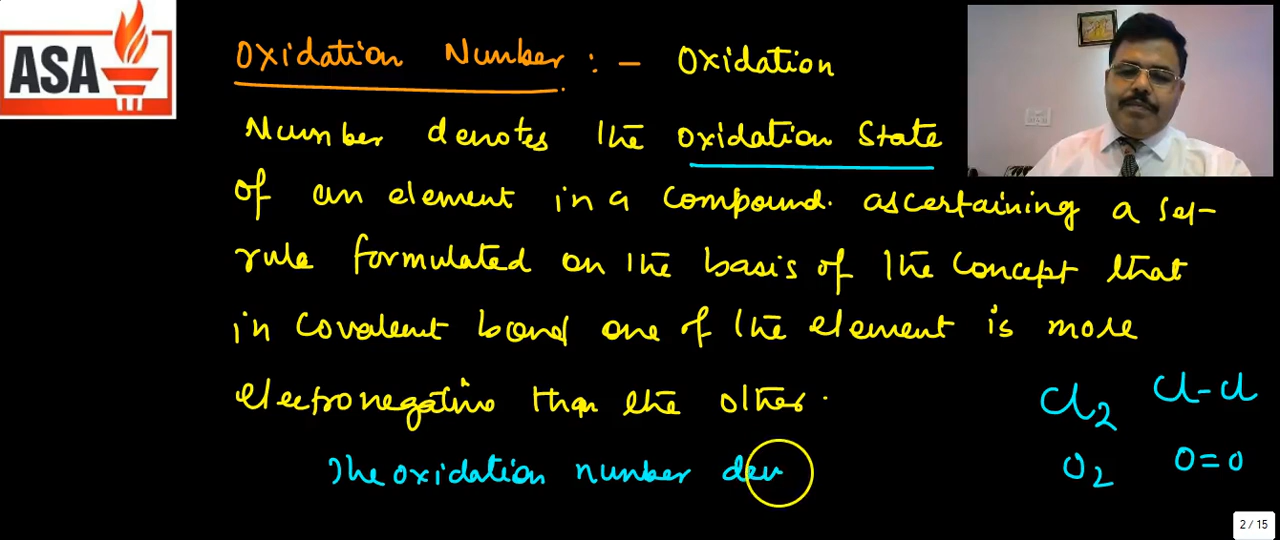 ASA
Oxidation Number : - Oxidation
Number denotes the oxidation State
of an element in a compound. ascertaining a set
rule formulated on the basis of the concept that
in covalent bond one of the element is more
electronegative than the other.
Cl2 Cl-Cl
The oxidation number den
O2 O=O
2 / 15